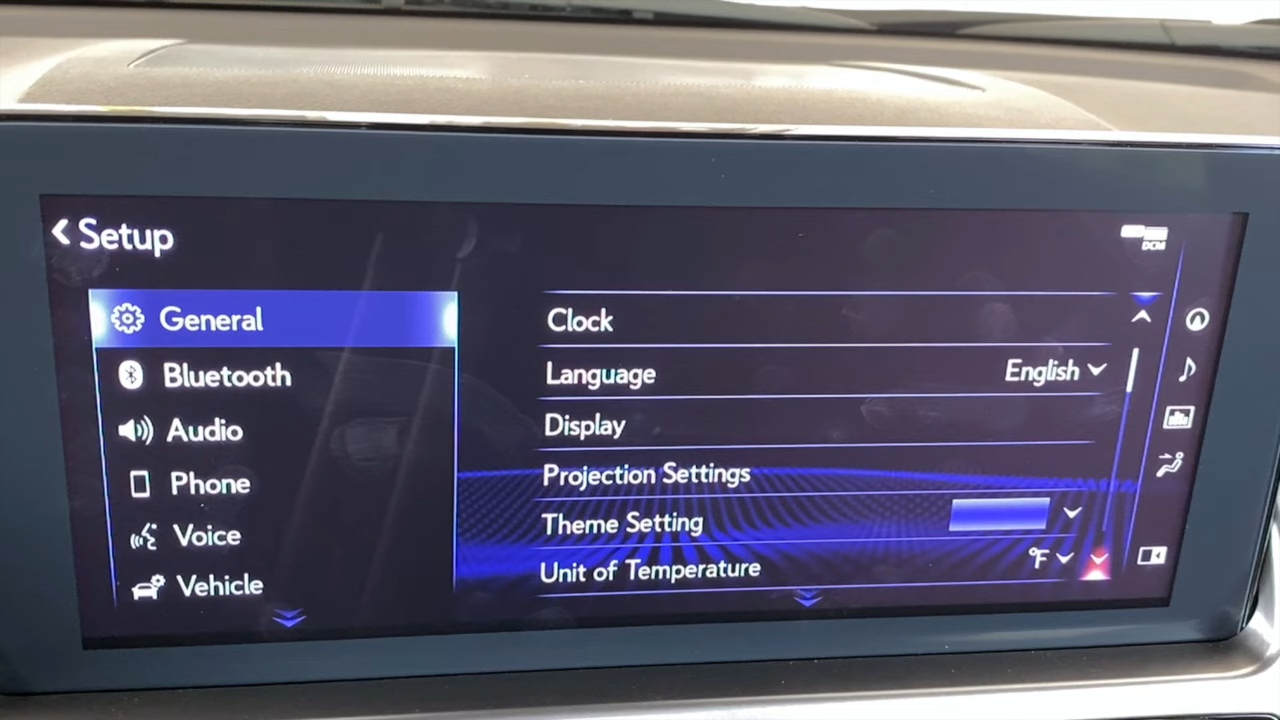 Setup
DCM
General
Bluetooth
Audio
Phone
Voice
Vehicle
Clock
Language English
Display
Projection Settings
Theme Setting
Unit of Temperature °F